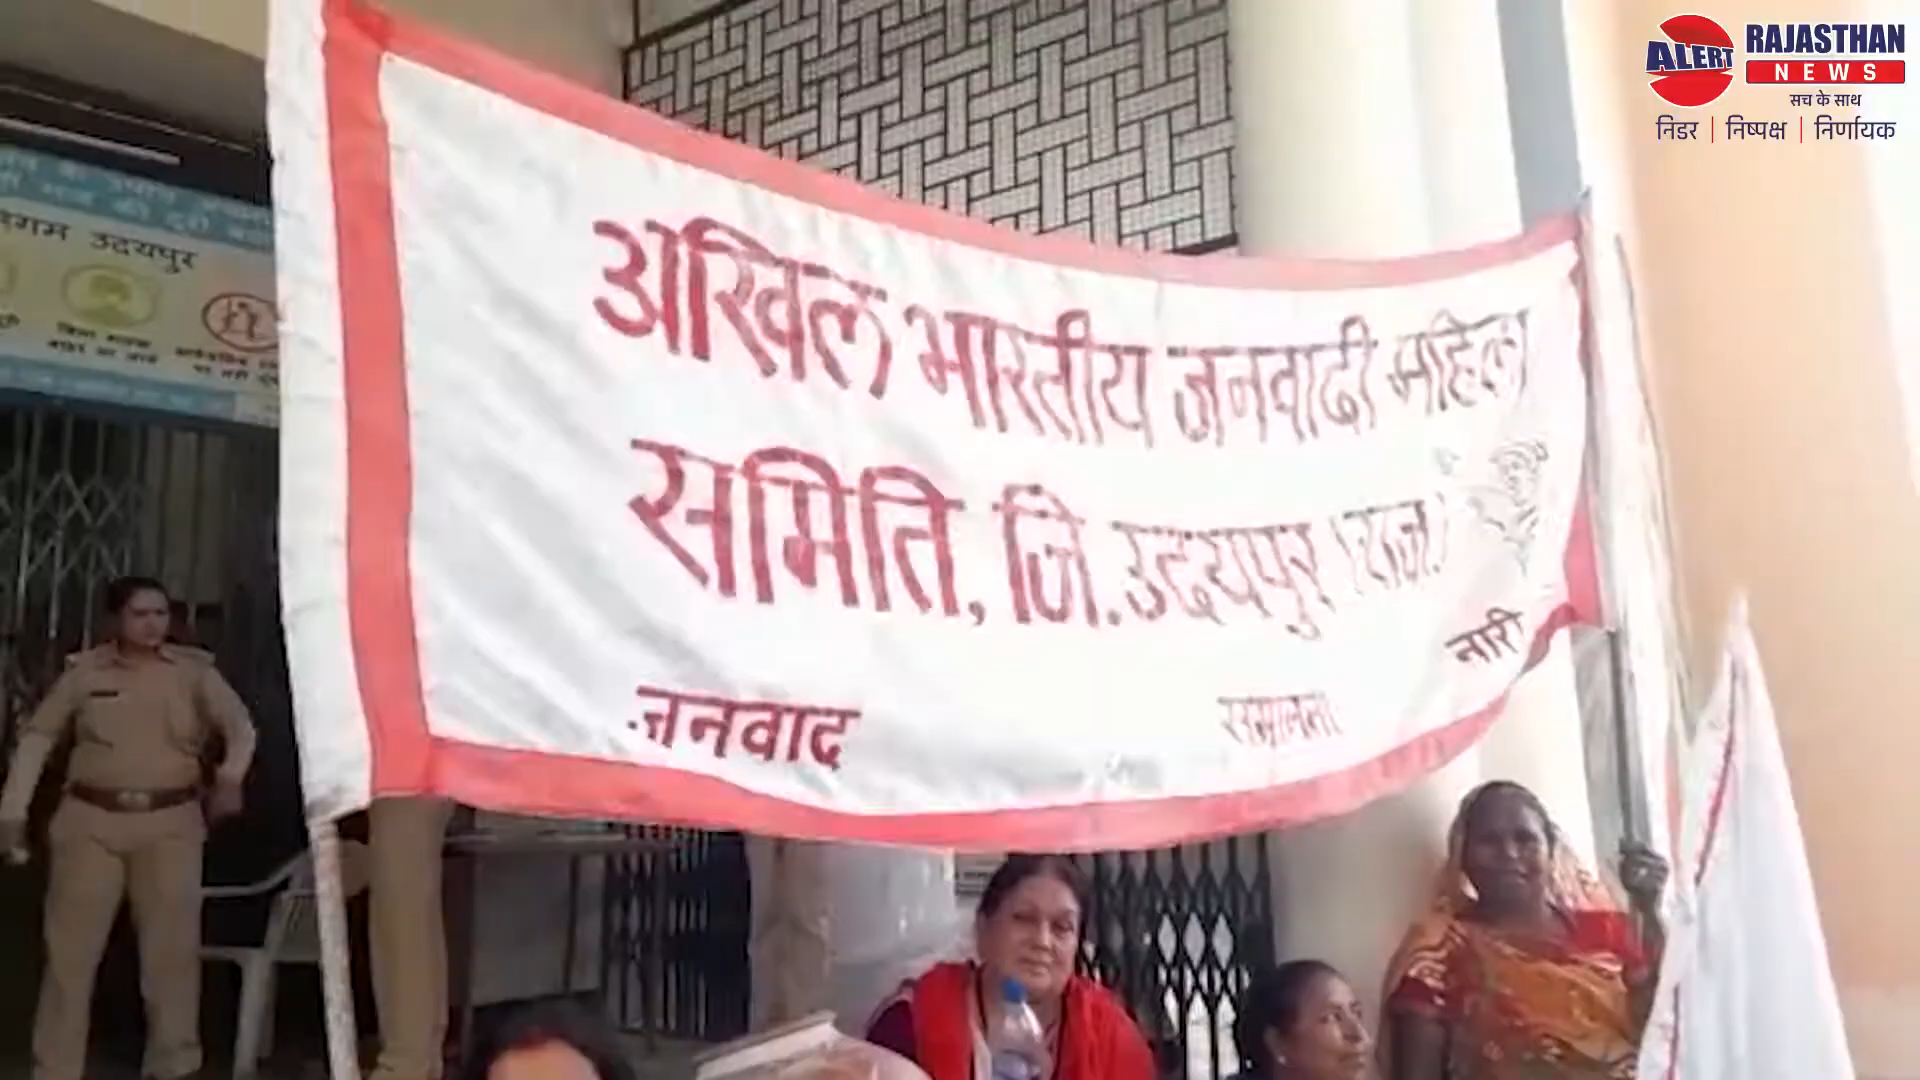 ALERT RAJASTHAN
NEWS
सच के साथ
निडर | निष्पक्ष | निर्णायक
उदयपुर
अखिल भारतीय जनवादी महिला
समिति, जि. उदयपुर (राज.)
नारी
जनवाद समानता